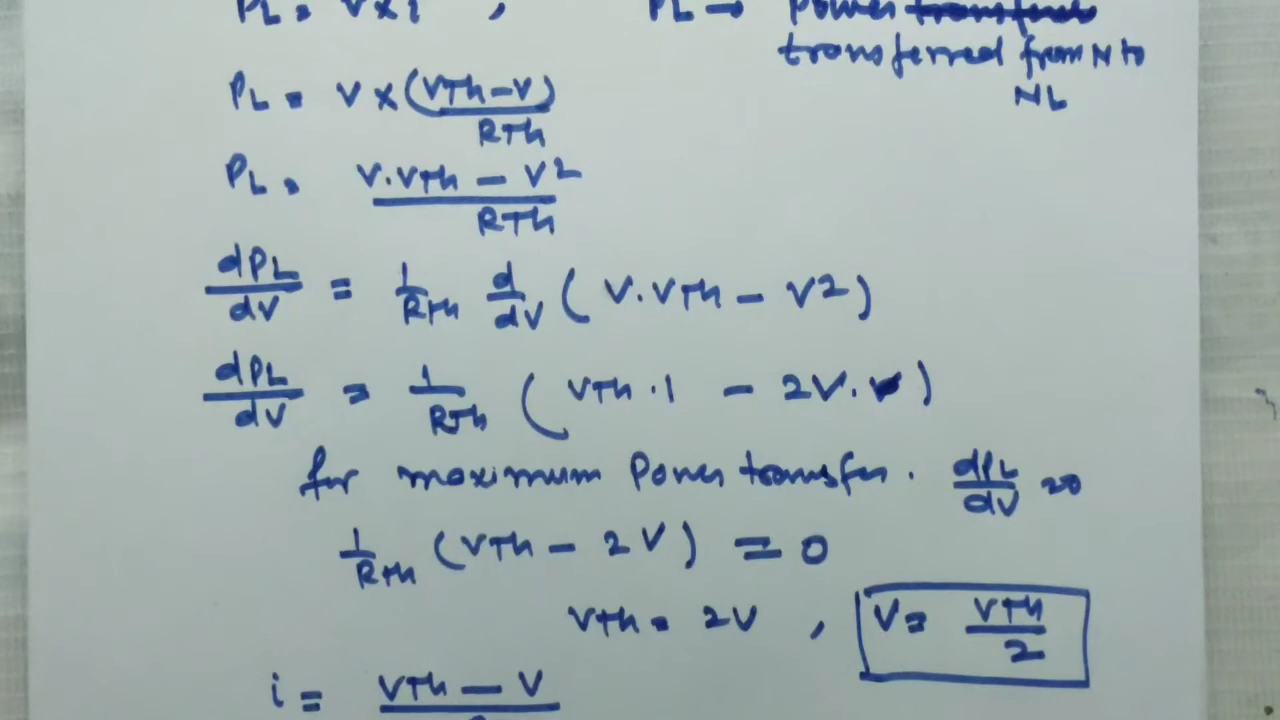 PL = V×i , PL → Power
transferred from N to
NL
PL = V×(VTh-V)/RTh
PL = V.VTh - V2/RTh
dPL/dV = 1/RTh d/dV (V.VTh - V2)
dPL/dV = 1/RTh (VTh.1 - 2V. )
for maximum Power transfer. dPL/dV =0
1/RTh (VTh - 2V) = 0
VTh = 2V , V = VTh/2
i = VTh - V